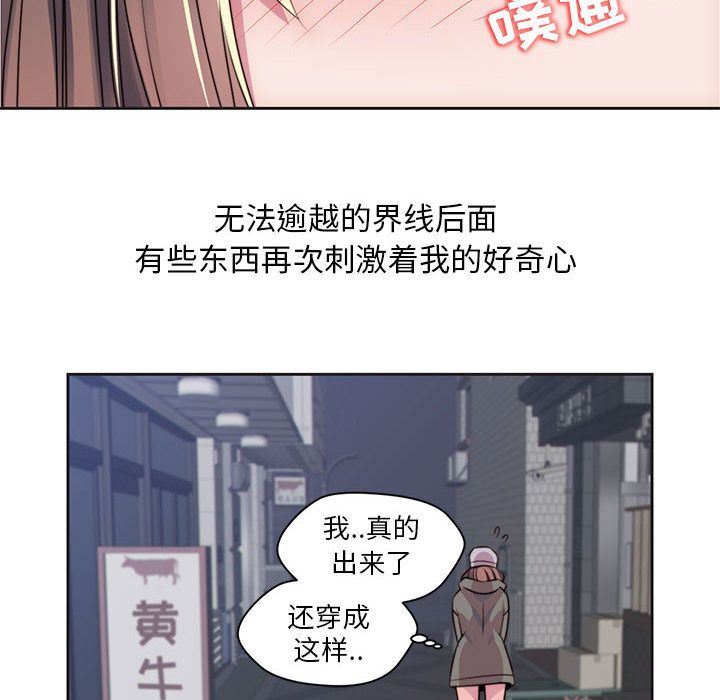 噗通
无法逾越的界线后面
有些东西再次刺激着我的好奇心
我..真的
出来了
还穿成
这样..
黄
牛